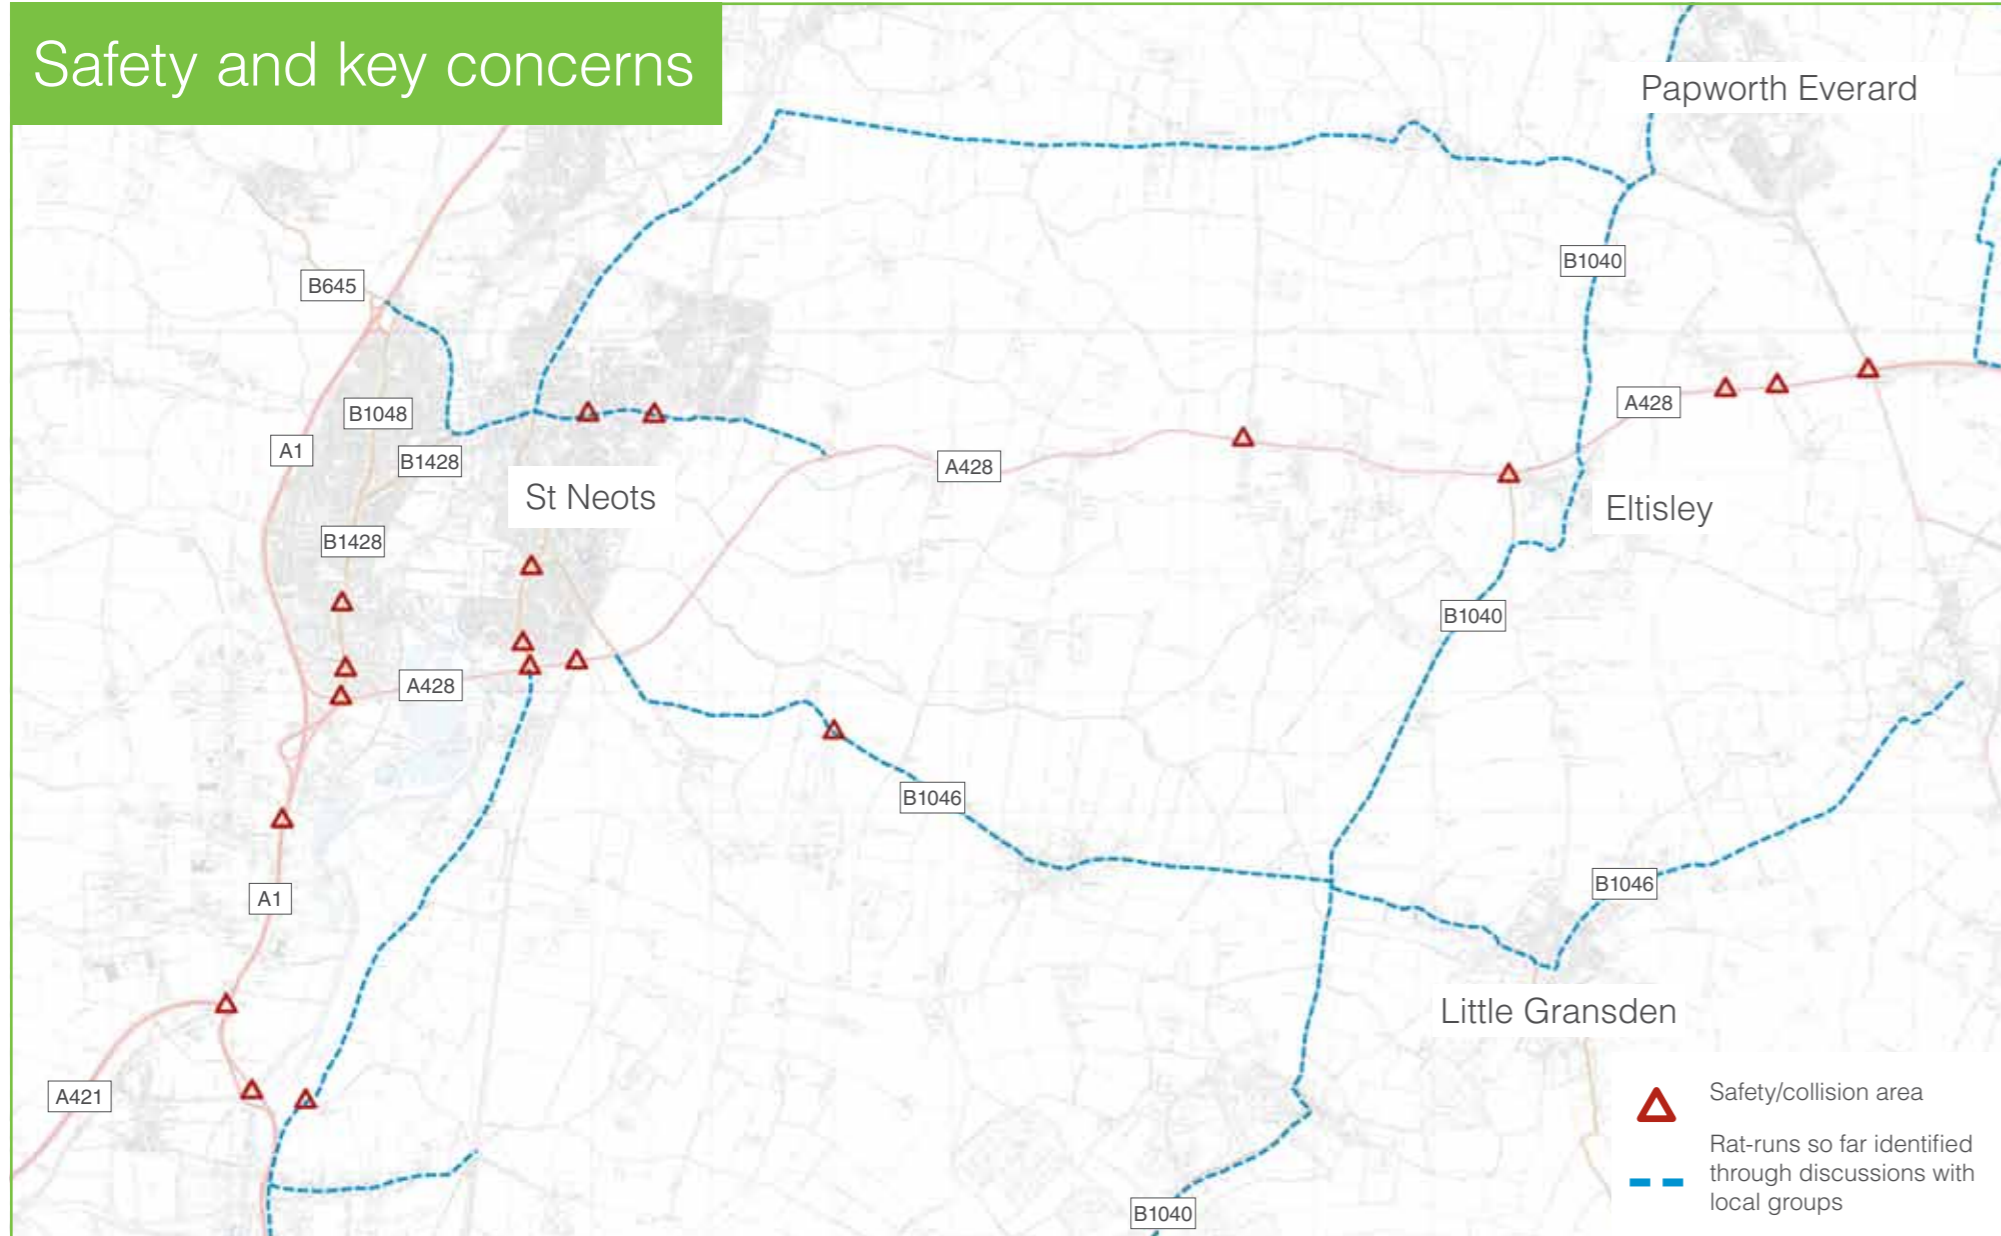 Safety and key concerns
Papworth Everard
B1040
B645
A428
B1048
A1
B1428
A428
St Neots
Eltisley
B1428
B1040
A428
B1046
B1046
A1
Little Gransden
A421
Safety/collision area
Rat-runs so far identified
through discussions with
local groups
B1040